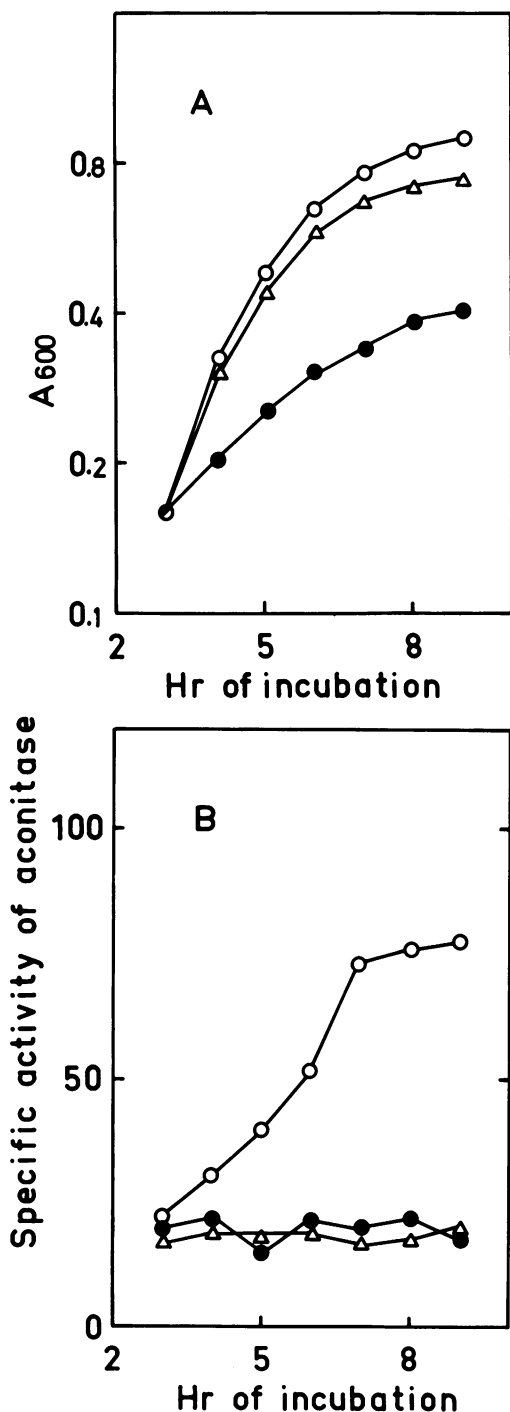 A
0.8
0.4
0.2
0.1
A600
2 5 8
Hr of incubation
B
100
50
0
Specific activity of aconitase
2 5 8
Hr of incubation